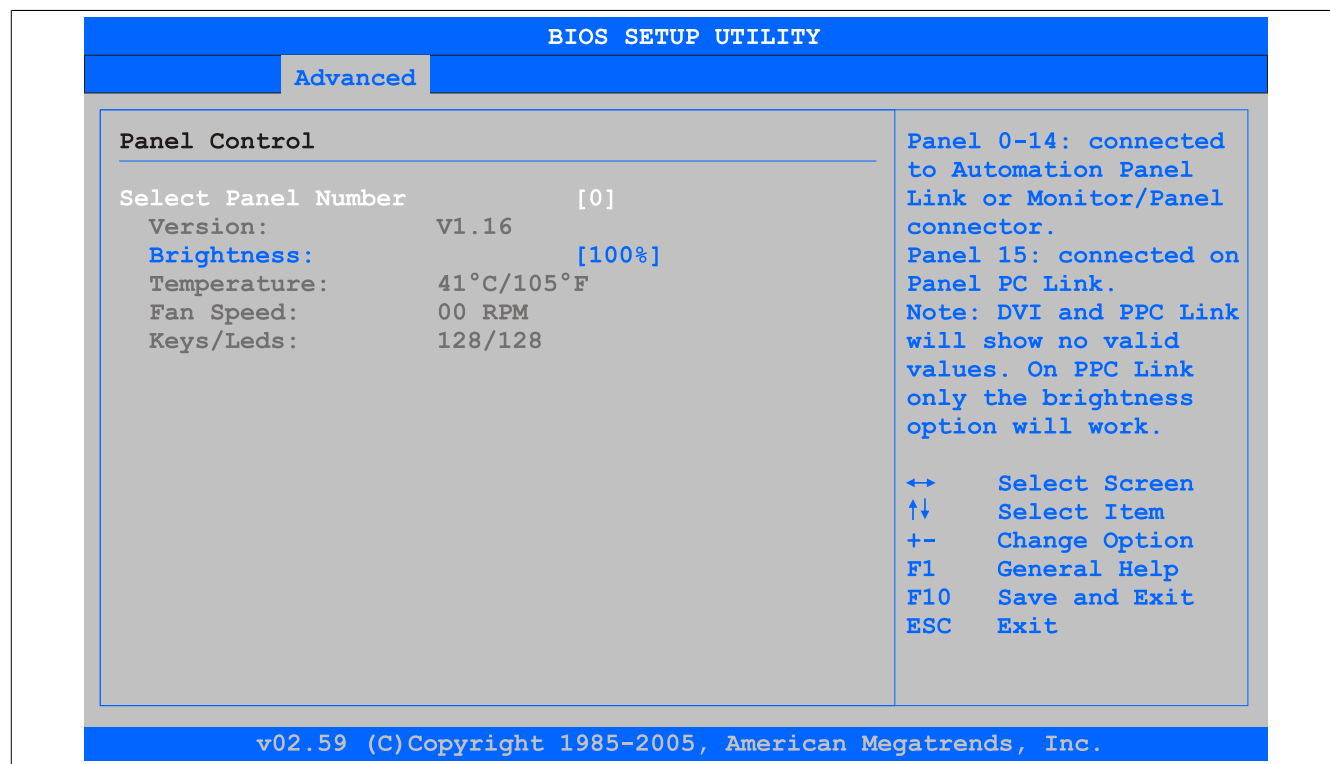 BIOS SETUP UTILITY
Advanced
Panel Control
Select Panel Number [0]
Version: V1.16
Brightness: [100%]
Temperature: 41°C/105°F
Fan Speed: 00 RPM
Keys/Leds: 128/128
Panel 0-14: connected
to Automation Panel
Link or Monitor/Panel
connector.
Panel 15: connected on
Panel PC Link.
Note: DVI and PPC Link
will show no valid
values. On PPC Link
only the brightness
option will work.
↔ Select Screen
↑↓ Select Item
+- Change Option
F1 General Help
F10 Save and Exit
ESC Exit
v02.59 (C)Copyright 1985-2005, American Megatrends, Inc.